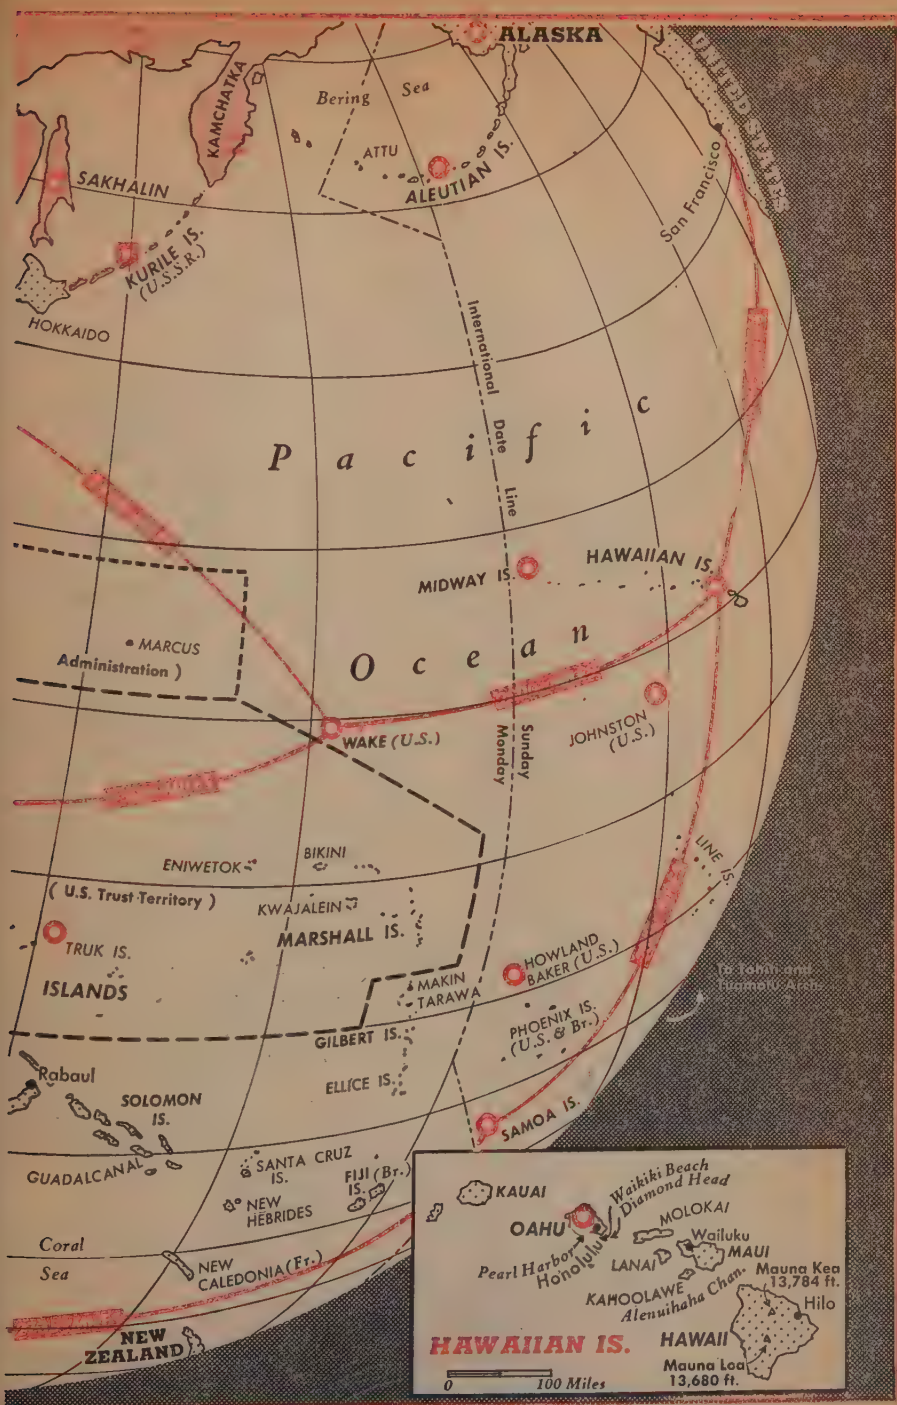 ALASKA
Bering
Sea
KAMCHATKA
ATTU
ALEUTIAN IS.
SAKHALIN
San Francisco
KURILE IS.
(U.S.S.R.)
HOKKAIDO
International Date Line
Pacific
MIDWAY IS.
HAWAIIAN IS.
MARCUS
Administration )
Ocean
WAKE (U.S.)
Sunday
Monday
JOHNSTON
(U.S.)
LINE IS.
ENIWETOK
BIKINI
( U.S. Trust Territory )
KWAJALEIN
MARSHALL IS.
TRUK IS.
ISLANDS
HOWLAND
BAKER (U.S.)
MAKIN
TARAWA
To Tahiti and
PHOENIX IS.
(U.S. & Br.)
GILBERT IS.
ELLICE IS.
Rabaul
SOLOMON
IS.
SAMOA IS.
GUADALCANAL
SANTA CRUZ
IS.
FIJI (Br.)
IS.
NEW
HEBRIDES
Coral
Sea
NEW
CALEDONIA (Fr.)
NEW
ZEALAND
KAUAI
Waikiki Beach
Diamond Head
OAHU
MOLOKAI
Pearl Harbor
Honolulu
Wailuku
LANAI
MAUI
KAHOOLAWE
Alenuihaha Chan.
Mauna Kea
13,784 ft.
Hilo
HAWAII
HAWAIIAN IS.
Mauna Loa
13,680 ft.
0 100 Miles